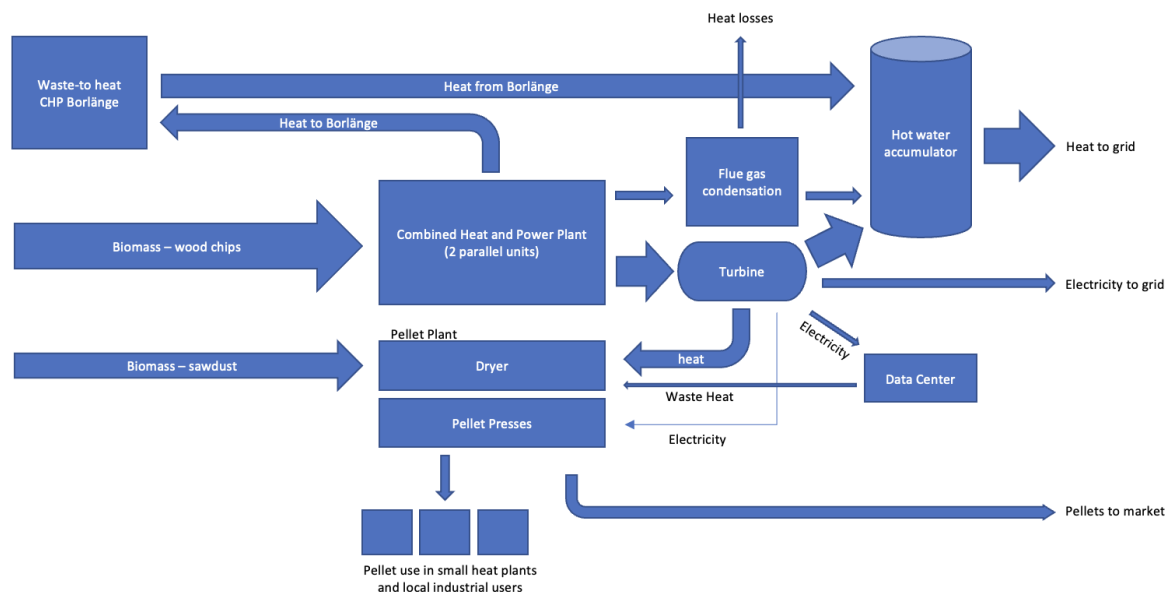 Heat losses
Waste-to heat
CHP Borlänge
Heat from Borlänge
Heat to Borlänge
Hot water
accumulator
Heat to grid
Flue gas
condensation
Combined Heat and Power Plant
(2 parallel units)
Biomass – wood chips
Turbine
Electricity to grid
Pellet Plant
Electricity
Biomass – sawdust
Dryer
heat
Data Center
Waste Heat
Pellet Presses
Electricity
Pellets to market
Pellet use in small heat plants
and local industrial users